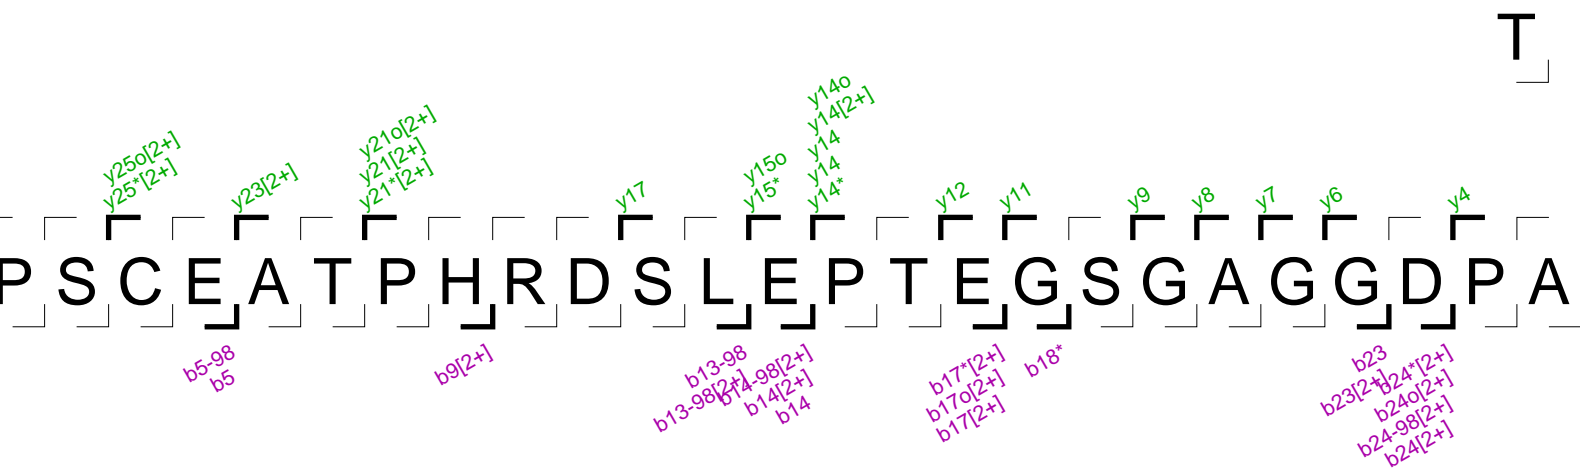 T
y14o
y14[2+]
y14
y14
y14*
y21o[2+]
y21[2+]
y21*[2+]
y25o[2+]
y25*[2+]
y23[2+]
y17
y15o
y15*
y12
y11
y9
y8
y7
y6
y4
P S C E A T P H R D S L E P T E G S G A G G D P A
b5-98
b5
b9[2+]
b13-98
b13-98[2+]
b14-98[2+]
b14[2+]
b14
b17*[2+]
b17o[2+]
b17[2+]
b18*
b23
b23[2+]
b24*[2+]
b24o[2+]
b24-98[2+]
b24[2+]